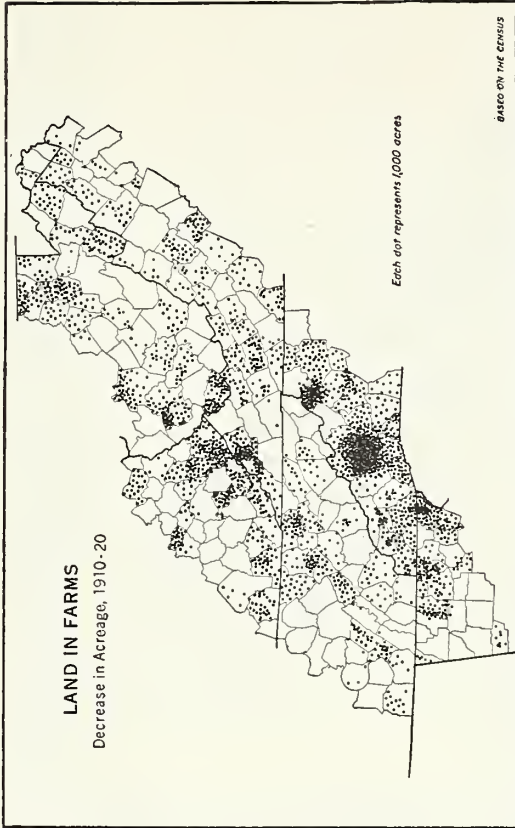 LAND IN FARMS
Decrease in Acreage, 1910-20
Each dot represents 1,000 acres
BASED ON THE CENSUS